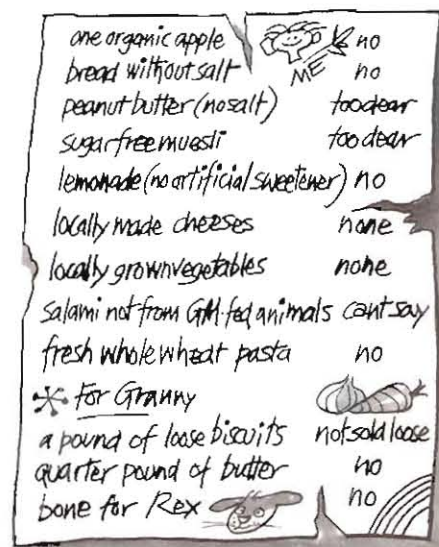 one organic apple no
ME
bread without salt no
peanut butter (no salt) too dear
sugar free muesli too dear
lemonade (no artificial sweetener) no
locally made cheeses none
locally grown vegetables none
salami not from GM-fed animals cant say
fresh whole wheat pasta no
for Granny
a pound of loose biscuits not sold loose
quarter pound of butter no
bone for Rex no